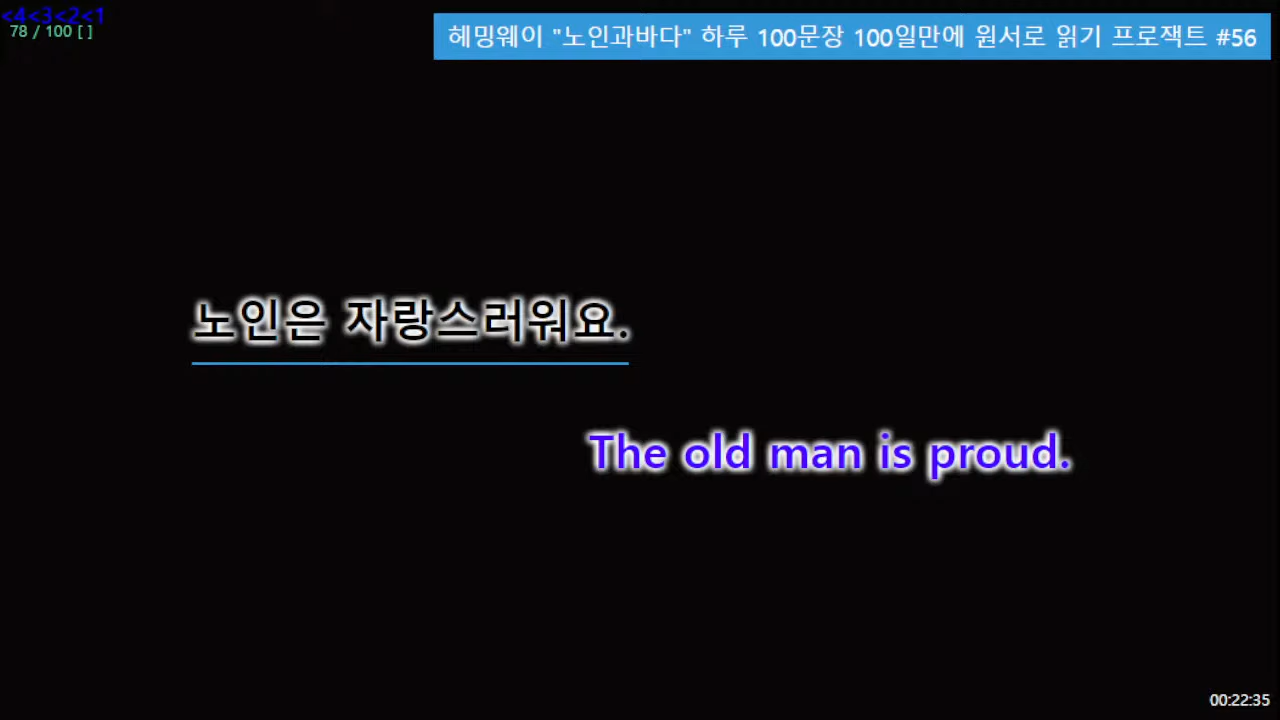 <4<3<2<1
78 / 100 [ ]
헤밍웨이 "노인과바다" 하루 100문장 100일만에 원서로 읽기 프로잭트 #56
노인은 자랑스러워요.
The old man is proud.
00:22:35